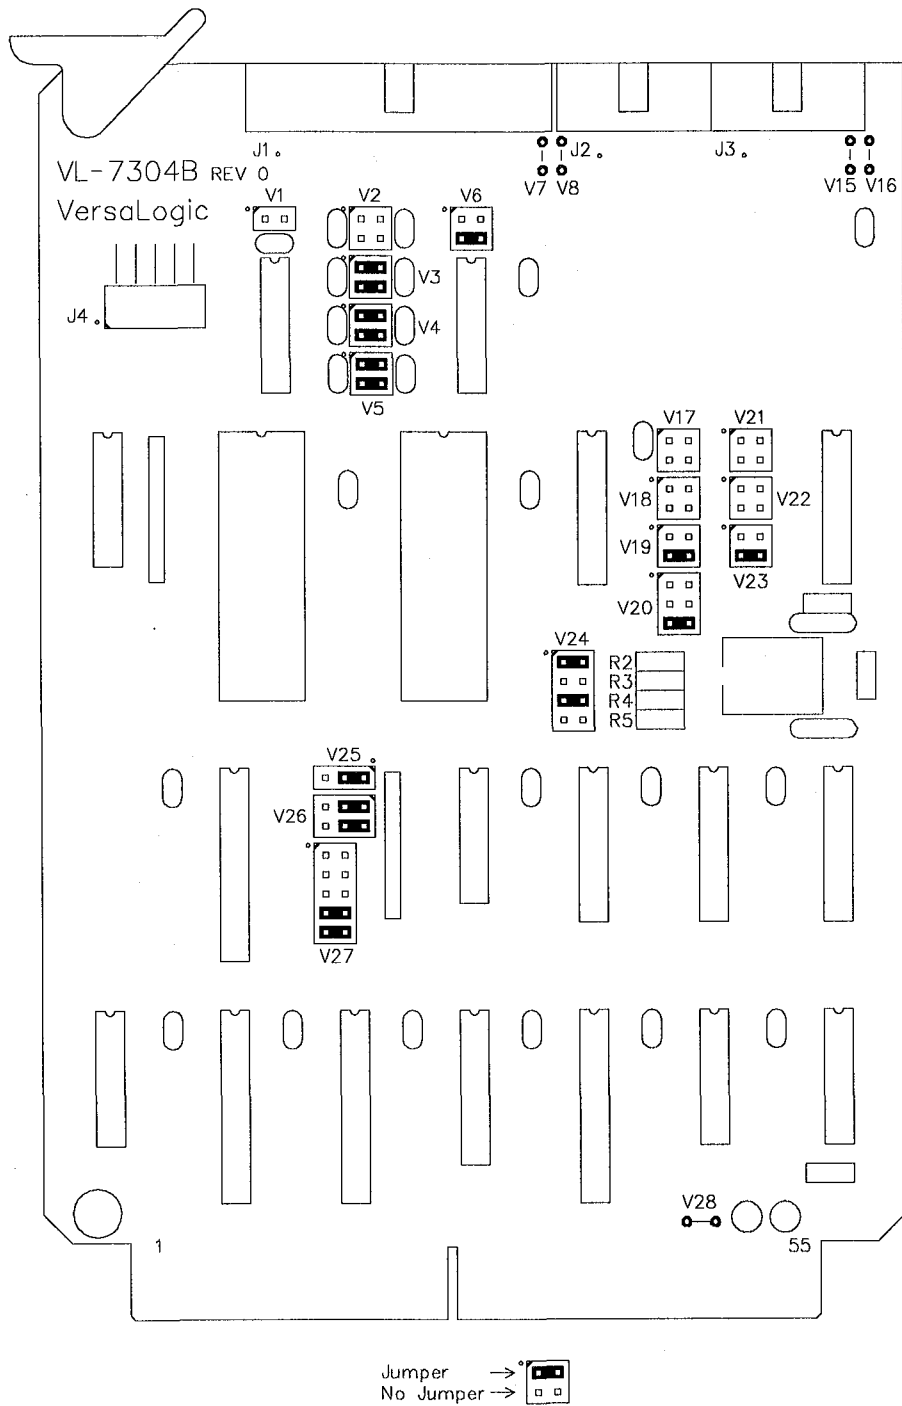 J1 J2 J3
VL-7304B REV 0
V7 V8 V15 V16
VersaLogic
V1 V2 V6
V3
J4
V4
V5
V17 V21
V18 V22
V19
V23
V20
V24
R2
R3
R4
R5
V25
V26
V27
V28
1 55
Jumper
No Jumper